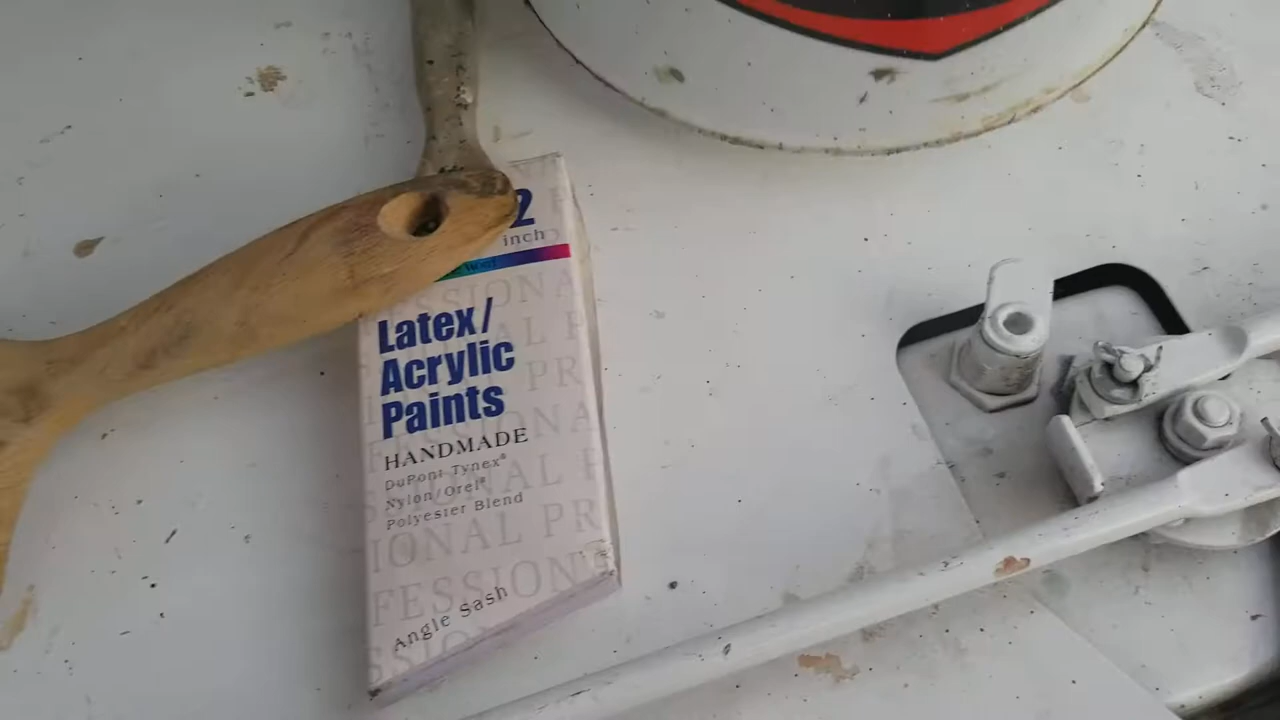 2
inch
Latex/
Acrylic
Paints
HANDMADE
DuPont Tynex®
Nylon/Orel®
Polyester Blend
Angle Sash